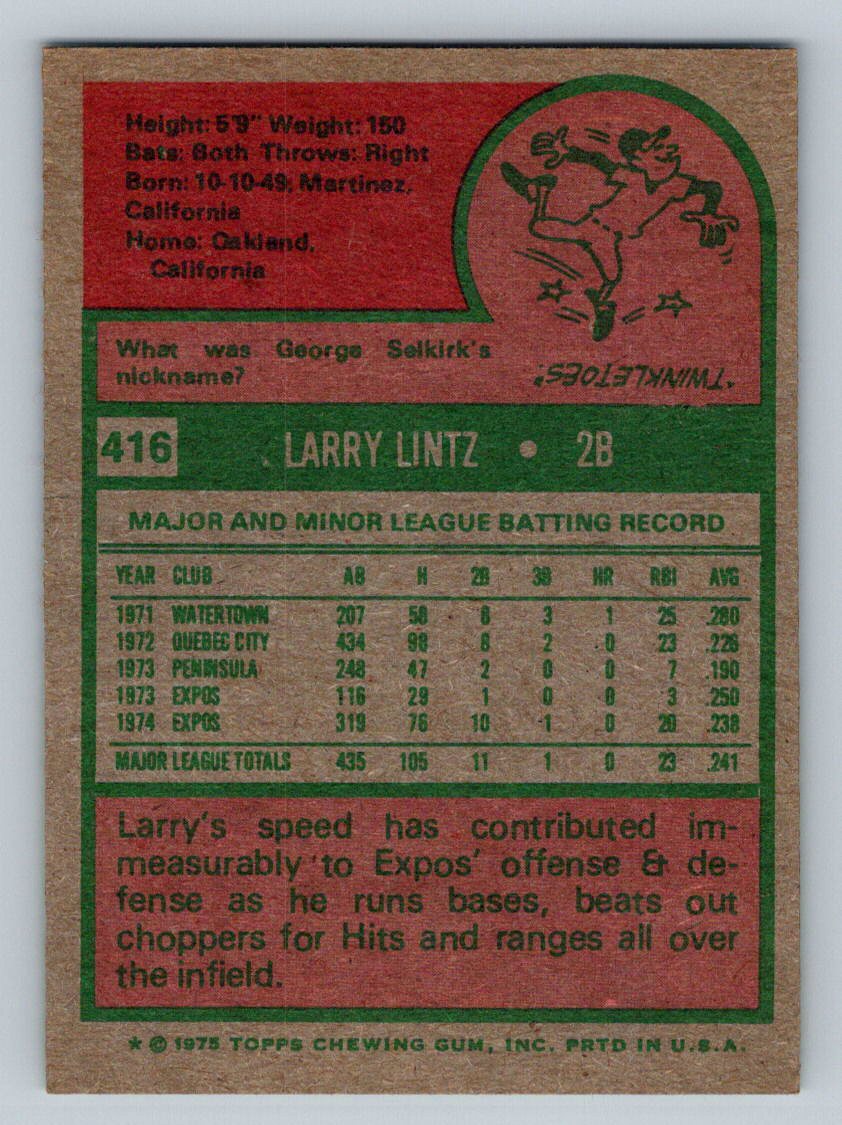 Height: 5'9" Weight: 150
Bats: Both Throws: Right
Born: 10-10-49, Martinez,
California
Home: Oakland,
California
What was George Selkirk's
nickname?
"TWINKLETOES."
416 LARRY LINTZ • 2B
MAJOR AND MINOR LEAGUE BATTING RECORD
YEAR CLUB AB H 2B 3B HR RBI AVG
1971 WATERTOWN 207 58 8 3 1 25 .280
1972 QUEBEC CITY 434 98 8 2 0 23 .226
1973 PENINSULA 248 47 2 0 0 7 .190
1973 EXPOS 116 29 1 0 0 3 .250
1974 EXPOS 319 76 10 1 0 20 .238
MAJOR LEAGUE TOTALS 435 105 11 1 0 23 .241
Larry's speed has contributed im-
measurably to Expos' offense & de-
fense as he runs bases, beats out
choppers for Hits and ranges all over
the infield.
* © 1975 TOPPS CHEWING GUM, INC. PRTD IN U.S.A.